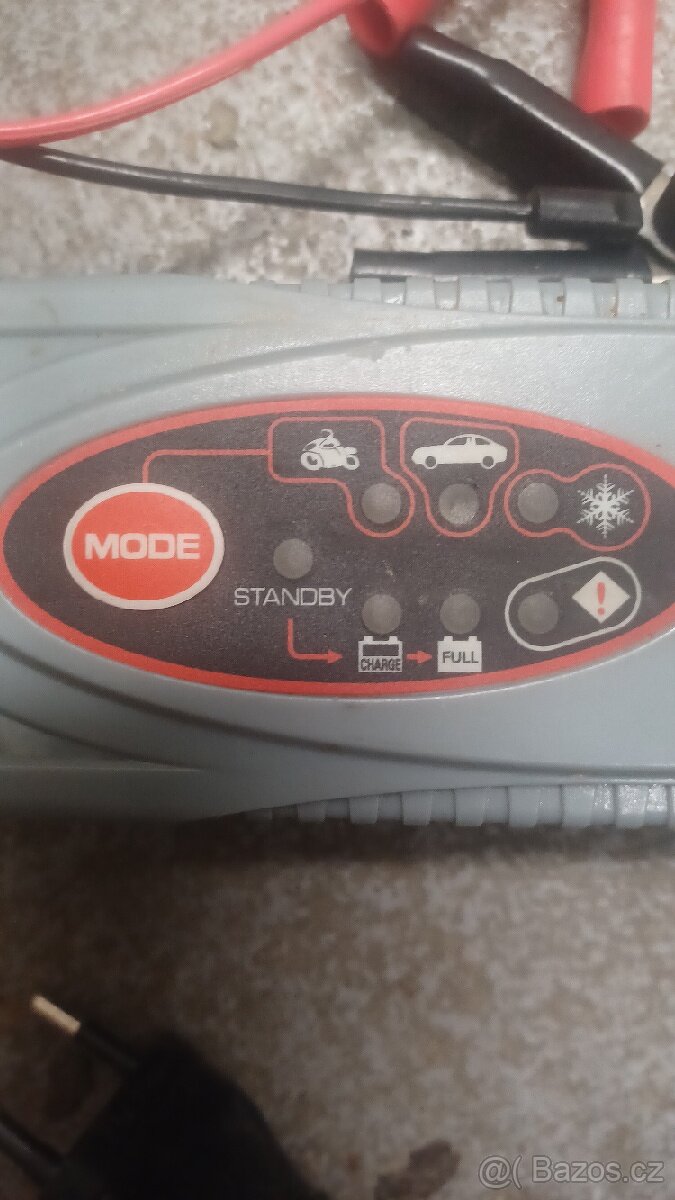 MODE
STANDBY
CHARGE
FULL
!
@( Bazos.cz